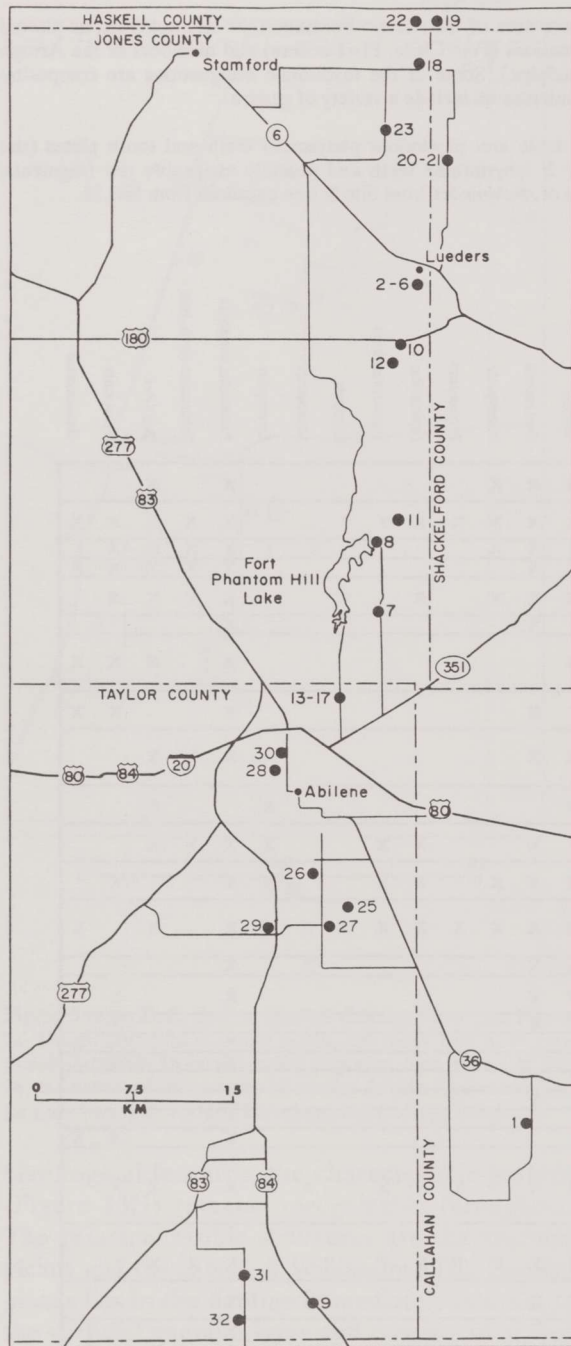 HASKELL COUNTY 22 19
JONES COUNTY
Stamford
18
23
6
20-21
Lueders
2-6
180
10
12
277
83
SHACKELFORD COUNTY
11
8
Fort
Phantom Hill
Lake
7
351
TAYLOR COUNTY
13-17
30
28
80 84 20
Abilene
80
26
25
29
27
277
36
0 7.5 15
KM
1
83 84
CALLAHAN COUNTY
31
9
32